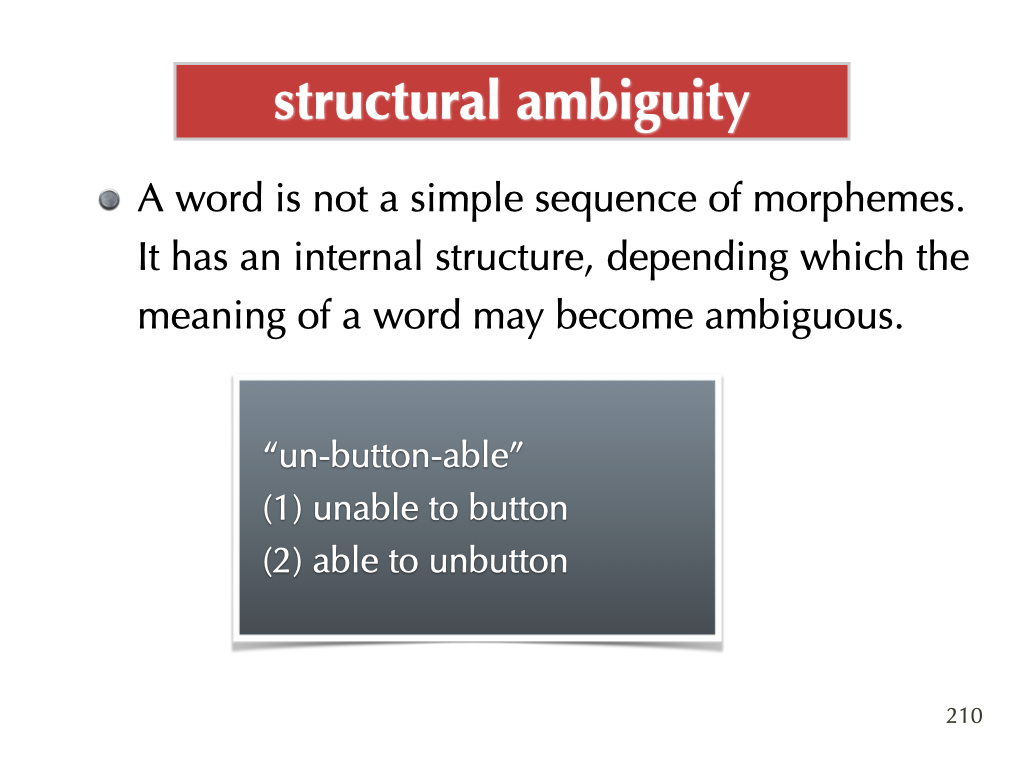 structural ambiguity
A word is not a simple sequence of morphemes.
It has an internal structure, depending which the
meaning of a word may become ambiguous.
“un-button-able”
(1) unable to button
(2) able to unbutton
210